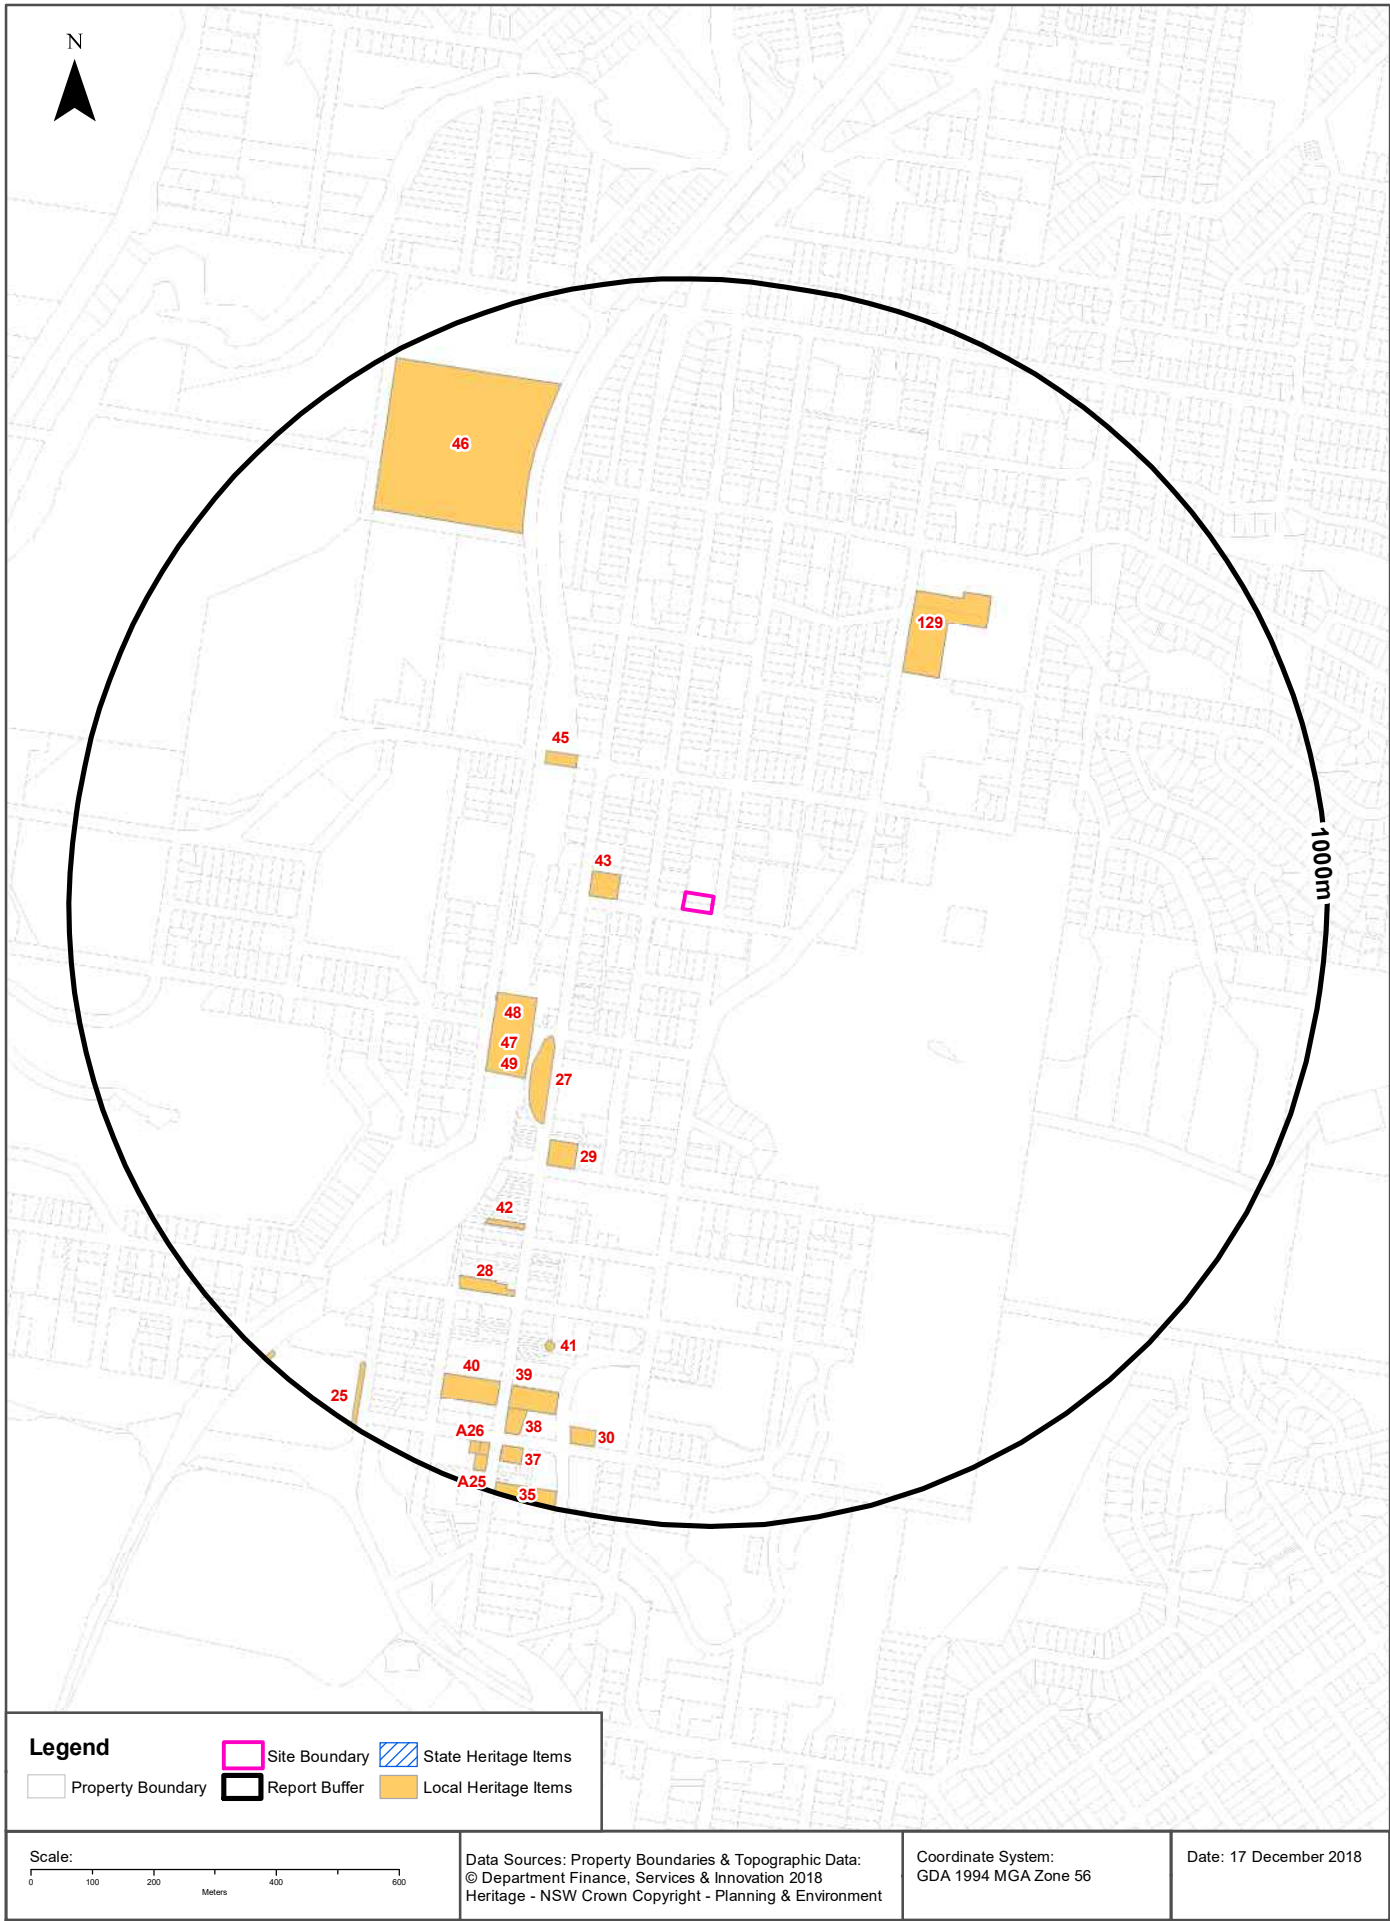 N
46
129
45
43
1000m
48
47
49
27
29
42
28
41
40
39
25
38
A26
30
37
A25
35
Legend
Site Boundary
State Heritage Items
Property Boundary
Report Buffer
Local Heritage Items
Scale:
0 100 200 400 600
Meters
Data Sources: Property Boundaries & Topographic Data:
© Department Finance, Services & Innovation 2018
Heritage - NSW Crown Copyright - Planning & Environment
Coordinate System:
GDA 1994 MGA Zone 56
Date: 17 December 2018